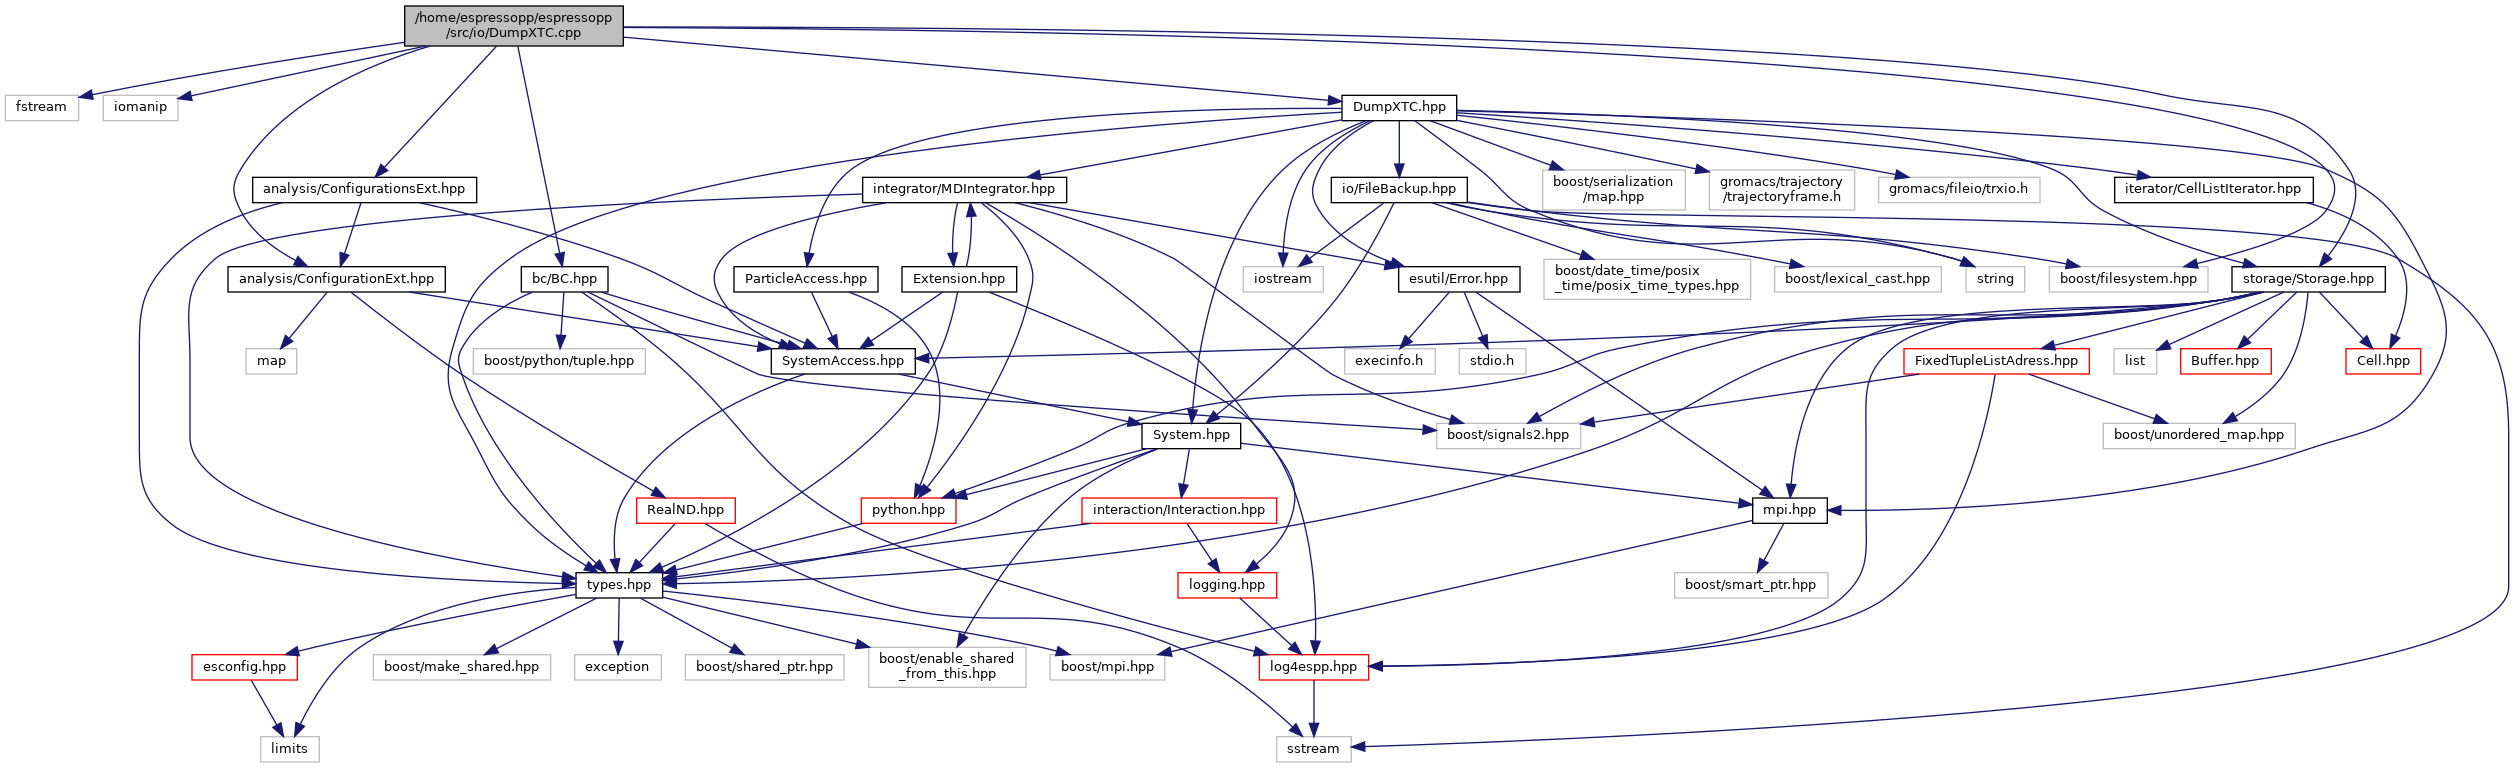 /home/espressopp/espressopp
/src/io/DumpXTC.cpp
fstream
iomanip
DumpXTC.hpp
analysis/ConfigurationsExt.hpp
integrator/MDIntegrator.hpp
io/FileBackup.hpp
boost/serialization
/map.hpp
gromacs/trajectory
/trajectoryframe.h
gromacs/fileio/trxio.h
iterator/CellListIterator.hpp
analysis/ConfigurationExt.hpp
bc/BC.hpp
ParticleAccess.hpp
Extension.hpp
iostream
esutil/Error.hpp
boost/date_time/posix
_time/posix_time_types.hpp
boost/lexical_cast.hpp
string
boost/filesystem.hpp
storage/Storage.hpp
map
boost/python/tuple.hpp
SystemAccess.hpp
execinfo.h
stdio.h
FixedTupleListAdress.hpp
list
Buffer.hpp
Cell.hpp
System.hpp
boost/signals2.hpp
boost/unordered_map.hpp
RealND.hpp
python.hpp
interaction/Interaction.hpp
mpi.hpp
types.hpp
logging.hpp
boost/smart_ptr.hpp
esconfig.hpp
boost/make_shared.hpp
exception
boost/shared_ptr.hpp
boost/enable_shared
_from_this.hpp
boost/mpi.hpp
log4espp.hpp
limits
sstream